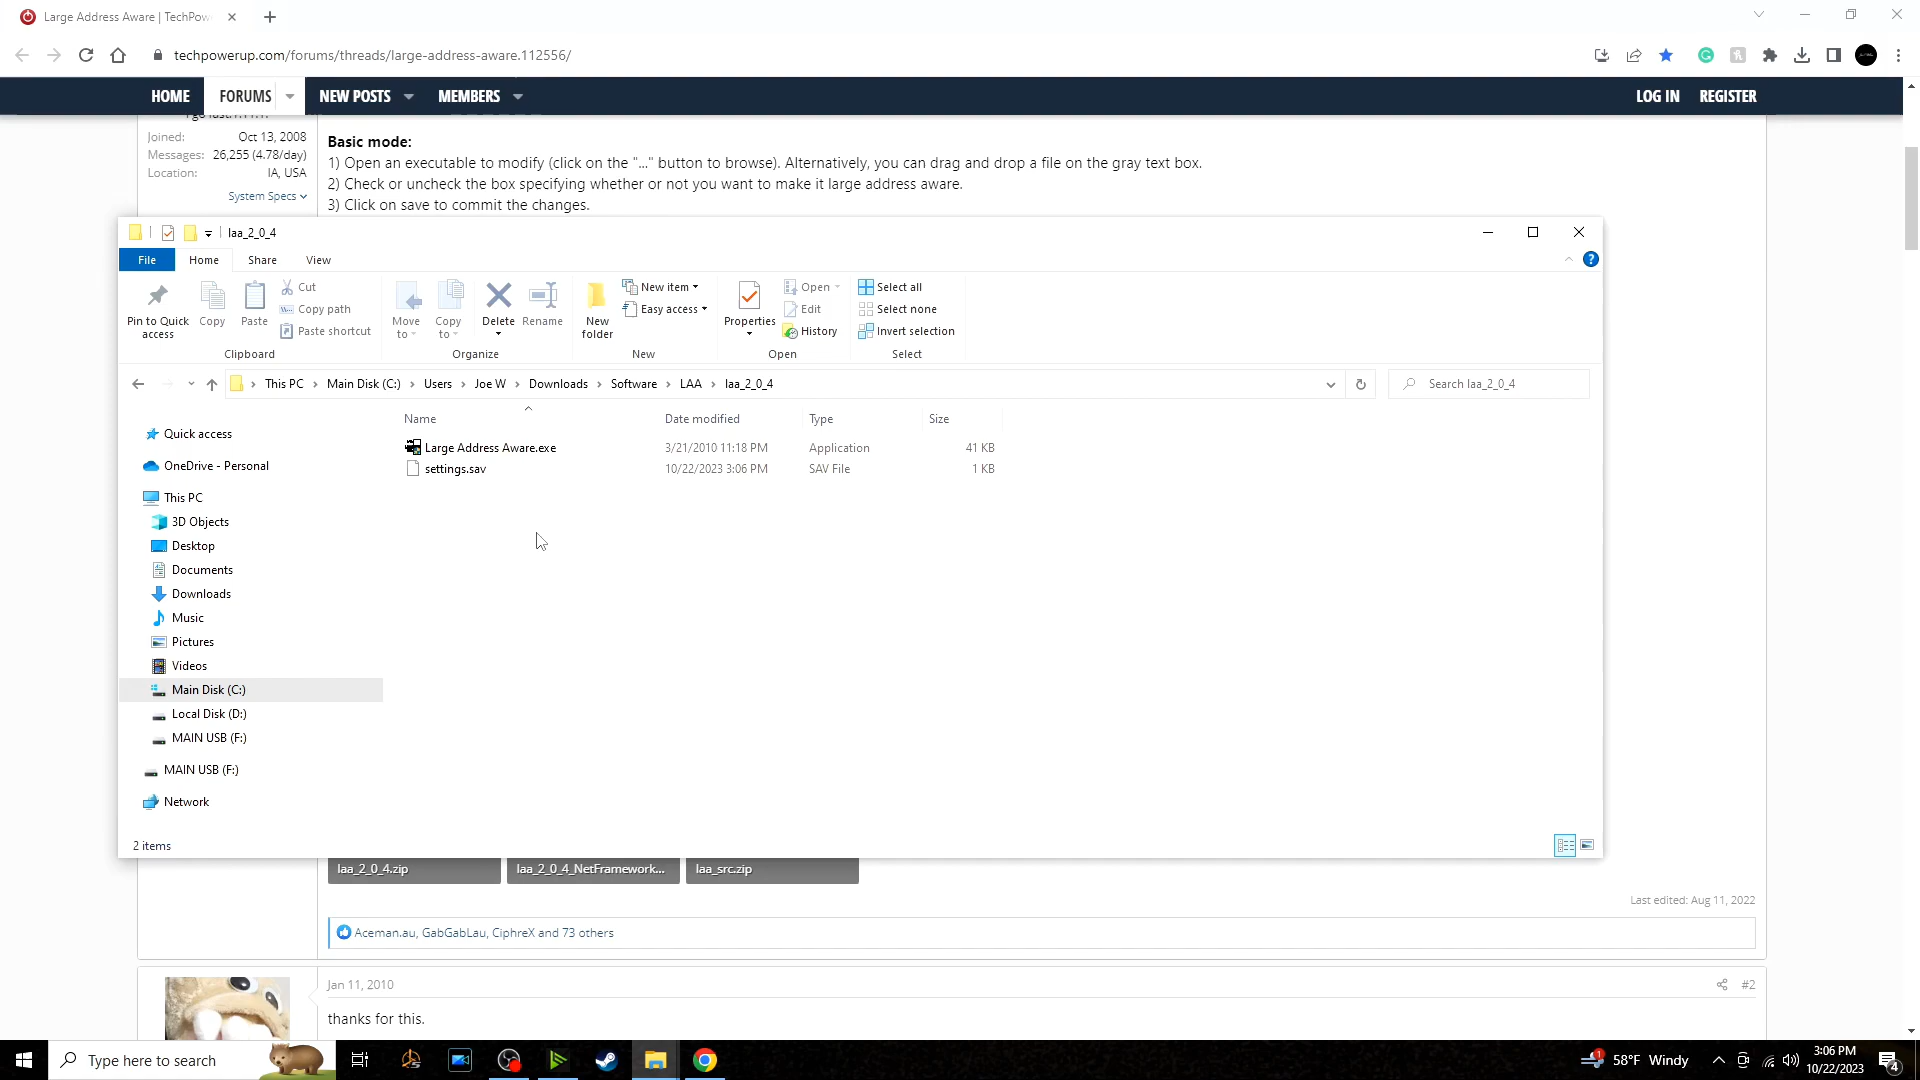 Large Address Aware | TechPow
techpowerup.com/forums/threads/large-address-aware.112556/
HOME FORUMS NEW POSTS MEMBERS LOG IN REGISTER
Joined: Oct 13, 2008
Messages: 26,255 (4.78/day)
Location: IA, USA
System Specs
Basic mode:
1) Open an executable to modify (click on the "..." button to browse). Alternatively, you can drag and drop a file on the gray text box.
2) Check or uncheck the box specifying whether or not you want to make it large address aware.
3) Click on save to commit the changes.
laa_2_0_4
File Home Share View
Pin to Quick access
Copy
Paste
Cut
Copy path
Paste shortcut
Clipboard
Move to
Copy to
Delete
Rename
Organize
New folder
New item
Easy access
New
Properties
Open
Edit
History
Open
Select all
Select none
Invert selection
Select
This PC > Main Disk (C:) > Users > Joe W > Downloads > Software > LAA > laa_2_0_4
Search laa_2_0_4
Name Date modified Type Size
Large Address Aware.exe 3/21/2010 11:18 PM Application 41 KB
settings.sav 10/22/2023 3:06 PM SAV File 1 KB
Quick access
OneDrive - Personal
This PC
3D Objects
Desktop
Documents
Downloads
Music
Pictures
Videos
Main Disk (C:)
Local Disk (D:)
MAIN USB (F:)
MAIN USB (F:)
Network
2 items
laa_2_0_4.zip laa_2_0_4_NetFramework... laa_src.zip
Last edited: Aug 11, 2022
Aceman.au, GabGabLau, CiphreX and 73 others
Jan 11, 2010 #2
thanks for this.
Type here to search
1
58°F Windy
3:06 PM
10/22/2023
4